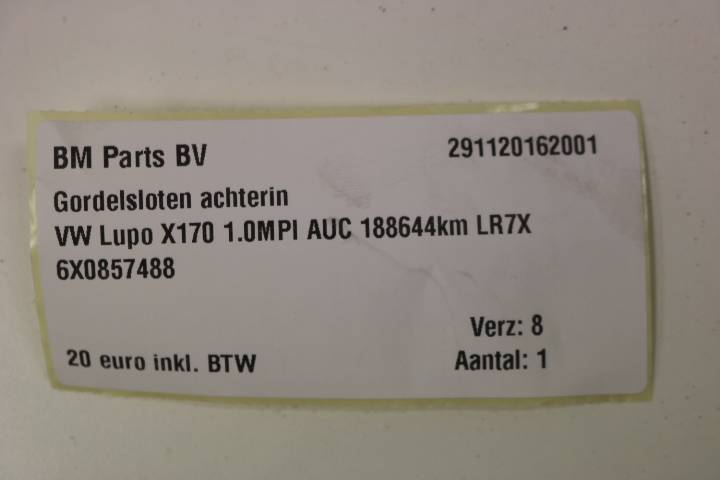 BM Parts BV 291120162001
Gordelsloten achterin
VW Lupo X170 1.0MPI AUC 188644km LR7X
6X0857488
Verz: 8
20 euro inkl. BTW Aantal: 1